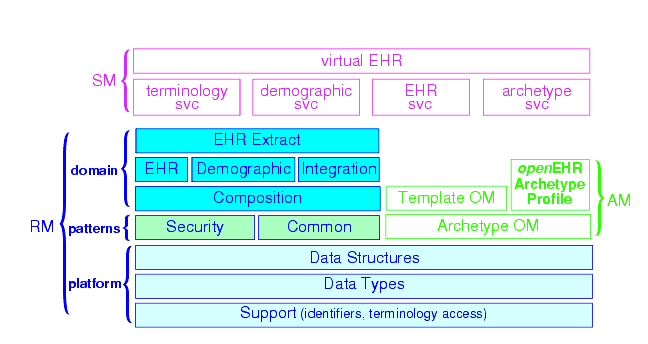 virtual EHR
SM
terminology
svc
demographic
svc
EHR
svc
archetype
svc
EHR Extract
domain
EHR
Demographic
Integration
openEHR
Archetype
Profile
Composition
Template OM
AM
RM
patterns
Security
Common
Archetype OM
Data Structures
platform
Data Types
Support (identifiers, terminology access)